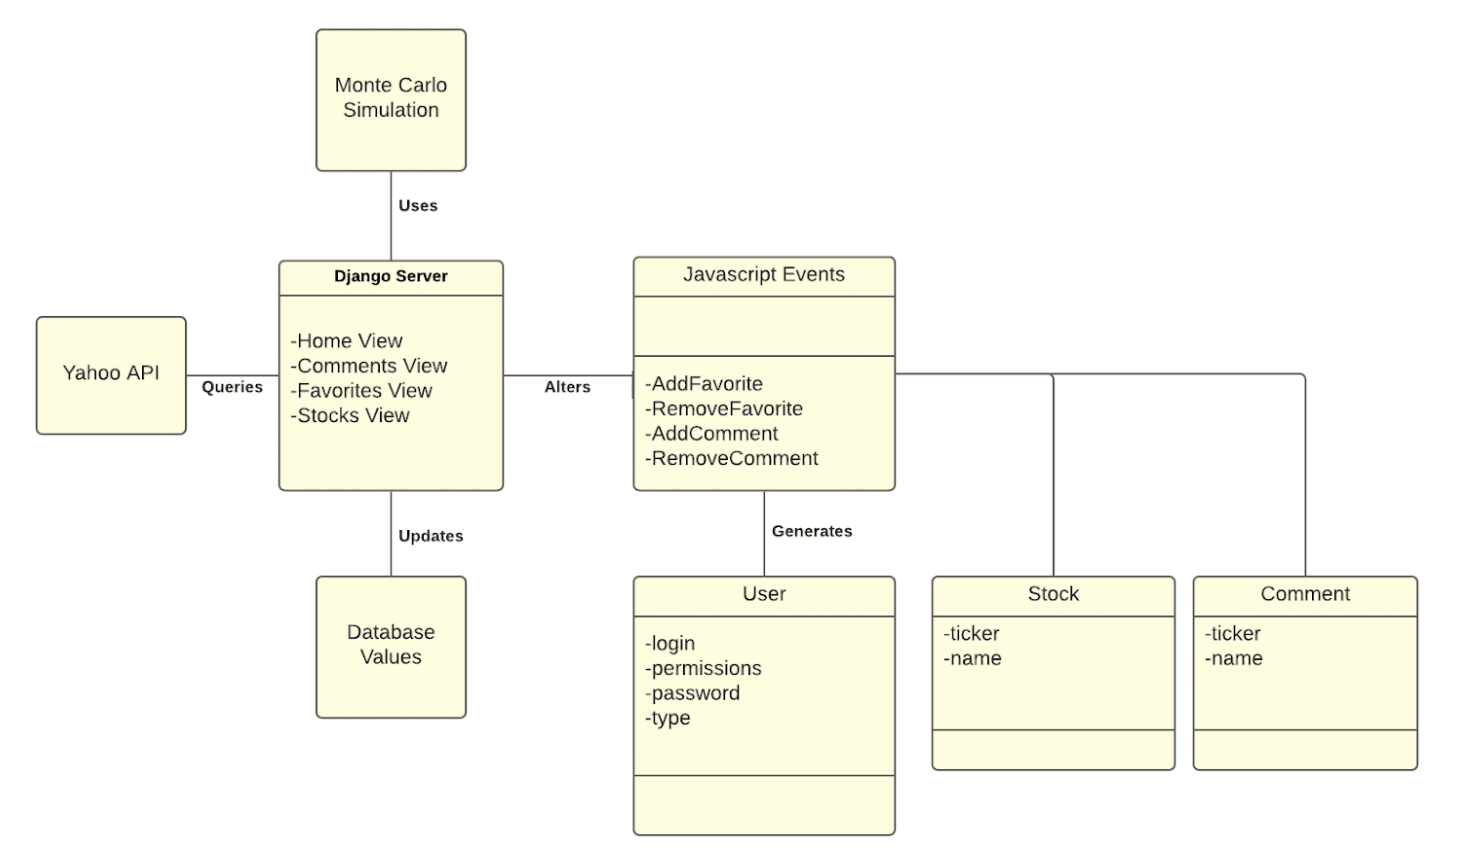 Monte Carlo
Simulation
Uses
Django Server
-Home View
-Comments View
-Favorites View
-Stocks View
Yahoo API
Queries
Alters
Javascript Events
-AddFavorite
-RemoveFavorite
-AddComment
-RemoveComment
Updates
Generates
Database
Values
User
-login
-permissions
-password
-type
Stock
-ticker
-name
Comment
-ticker
-name